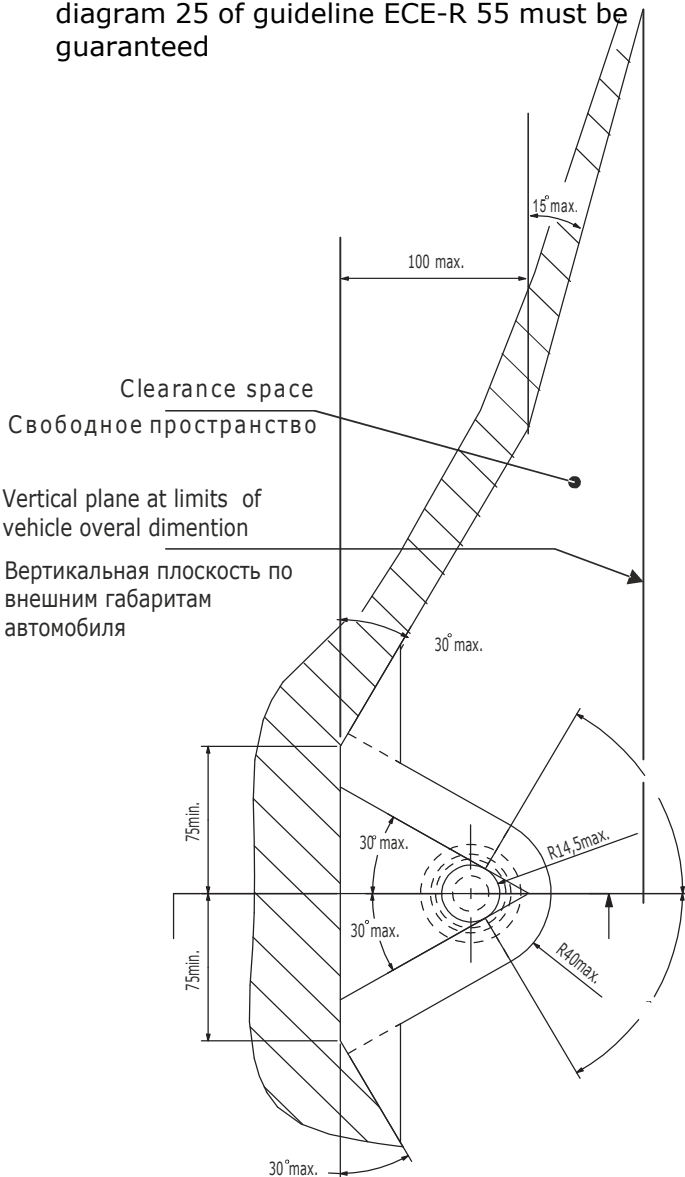 diagram 25 of guideline ECE-R 55 must be
guaranteed
15° max.
100 max.
Clearance space
Свободное пространство
Vertical plane at limits of
vehicle overal dimention
Вертикальная плоскость по
внешним габаритам
автомобиля
30° max.
75min.
30° max.
R14,5max.
30° max.
75min.
R40max.
30° max.